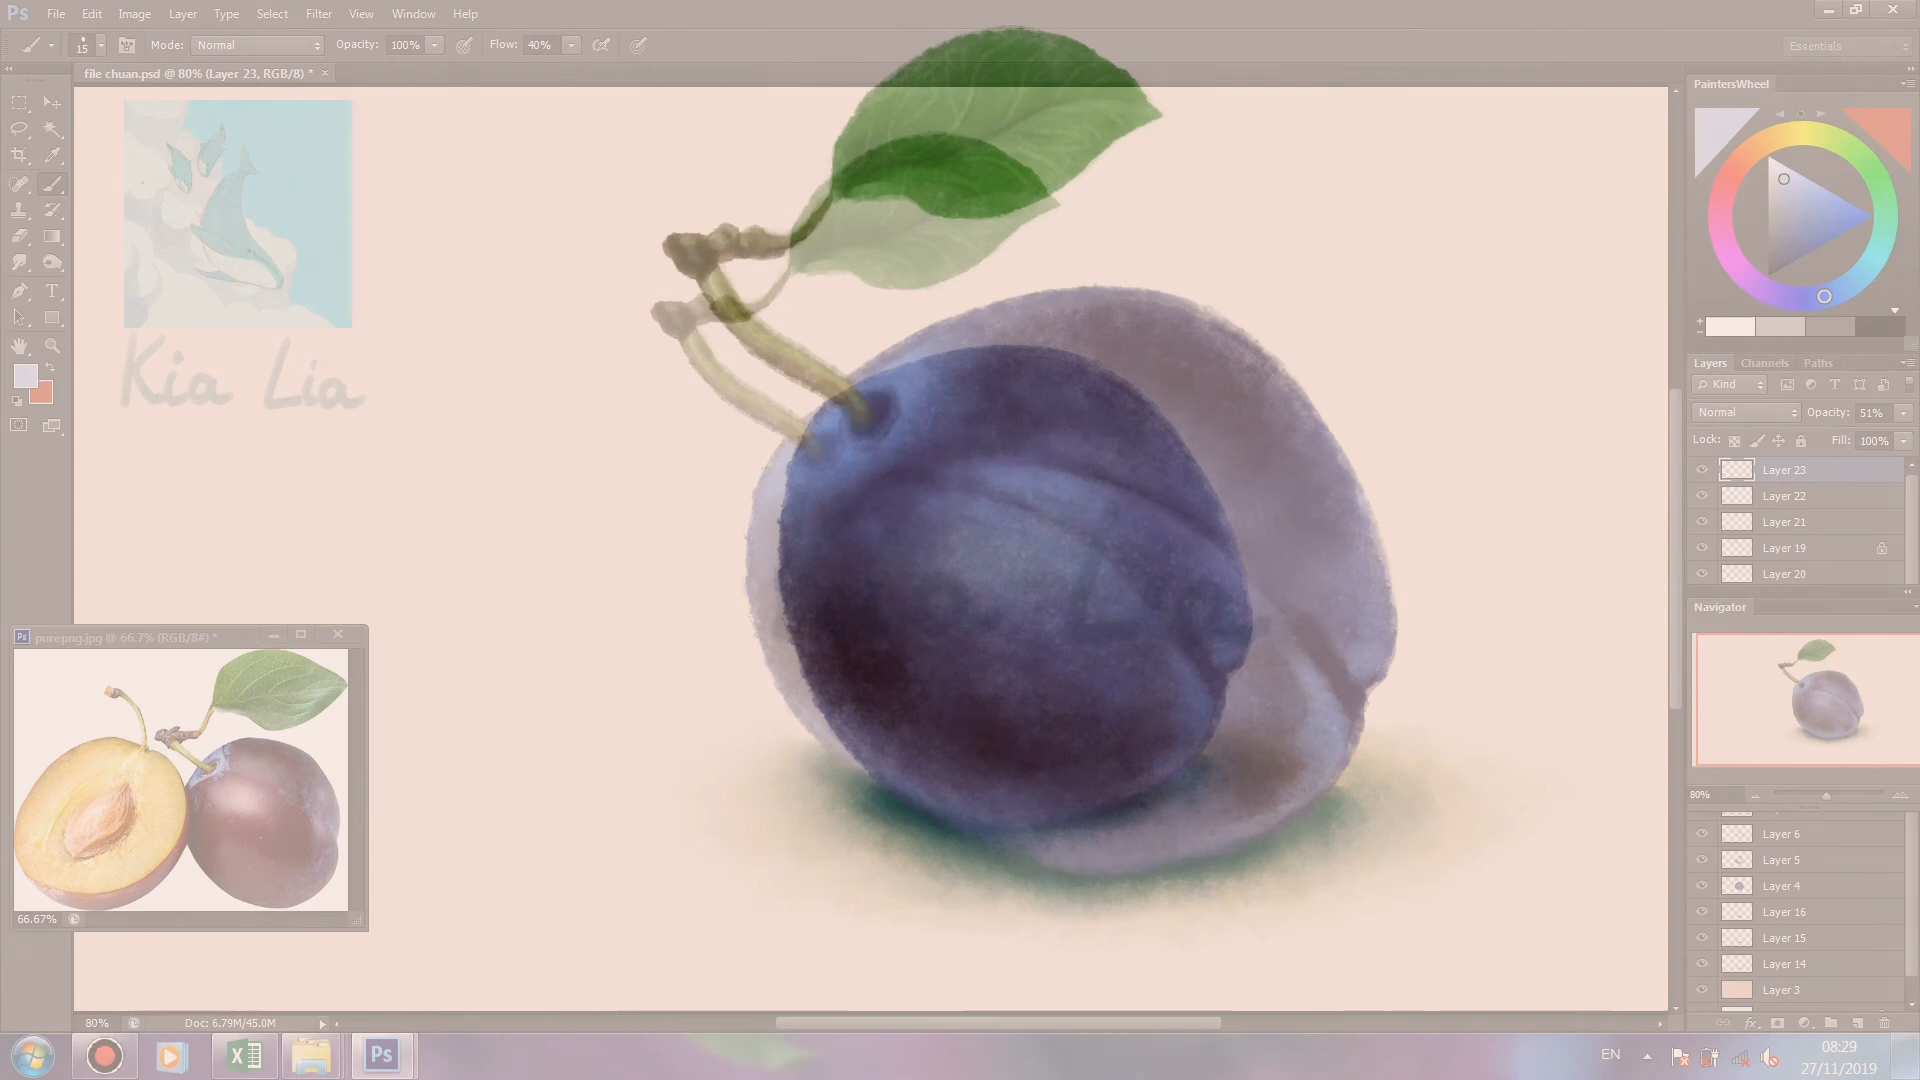 Ps File Edit Image Layer Type Select Filter View Window Help
15 Mode: Normal Opacity: 100% Flow: 40% Essentials
file chuan.psd @ 80% (Layer 23, RGB/8) *
PaintersWheel
Kia Lia
Layers Channels Paths
Kind
Normal Opacity: 51%
Lock: Fill: 100%
Layer 23
Layer 22
Layer 21
Layer 19
Layer 20
Navigator
80%
Layer 6
Layer 5
Layer 4
Layer 16
Layer 15
Layer 14
Layer 3
Ps purepng.jpg @ 66.7% (RGB/8#) *
66.67%
80% Doc: 6.79M/45.0M
Ps
EN
08:29
27/11/2019